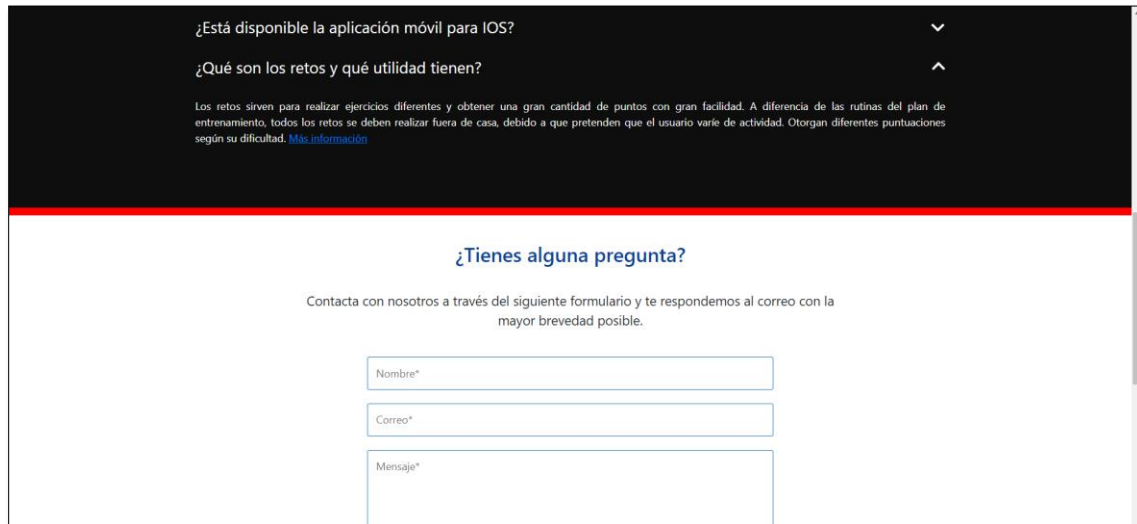 ¿Está disponible la aplicación móvil para IOS?
¿Qué son los retos y qué utilidad tienen?
Los retos sirven para realizar ejercicios diferentes y obtener una gran cantidad de puntos con gran facilidad. A diferencia de las rutinas del plan de
entrenamiento, todos los retos se deben realizar fuera de casa, debido a que pretenden que el usuario varíe de actividad. Otorgan diferentes puntuaciones
según su dificultad. Más información
¿Tienes alguna pregunta?
Contacta con nosotros a través del siguiente formulario y te respondemos al correo con la
mayor brevedad posible.
Nombre*
Correo*
Mensaje*